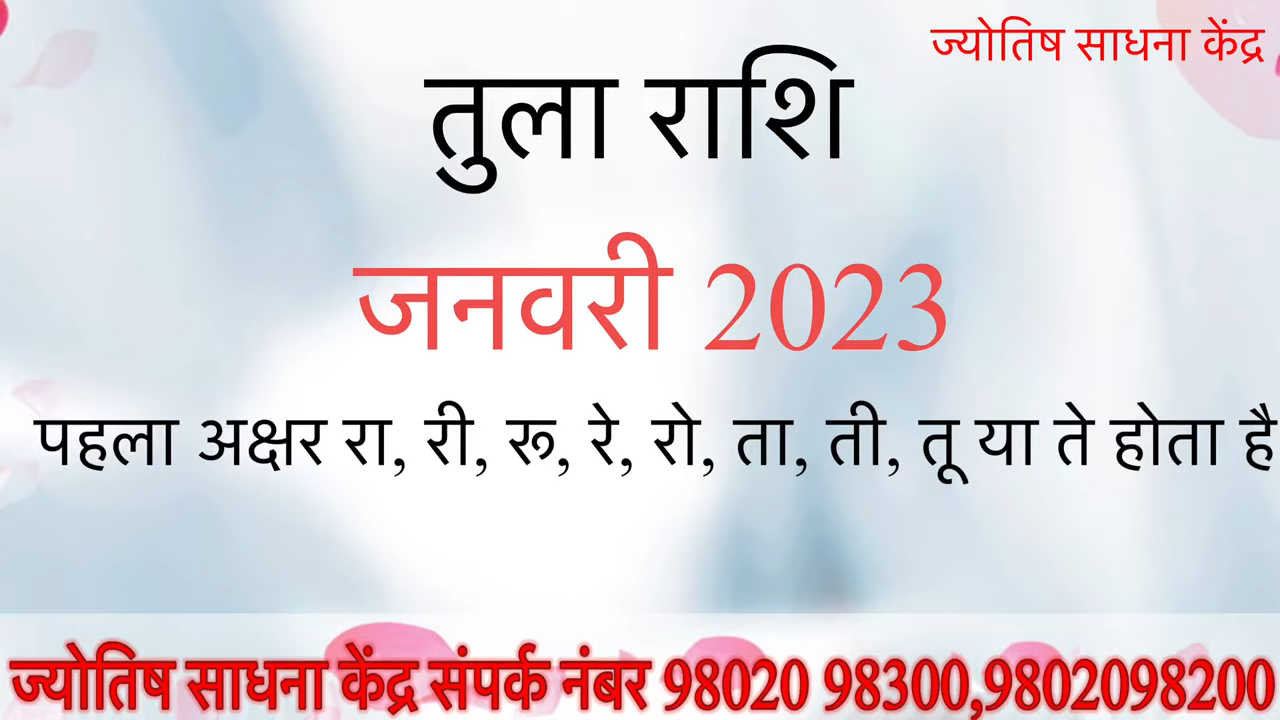 ज्योतिष साधना केंद्र
तुला राशि
जनवरी 2023
पहला अक्षर रा, री, रू, रे, रो, ता, ती, तू या ते होता है
ज्योतिष साधना केंद्र संपर्क नंबर 98020 98300,9802098200